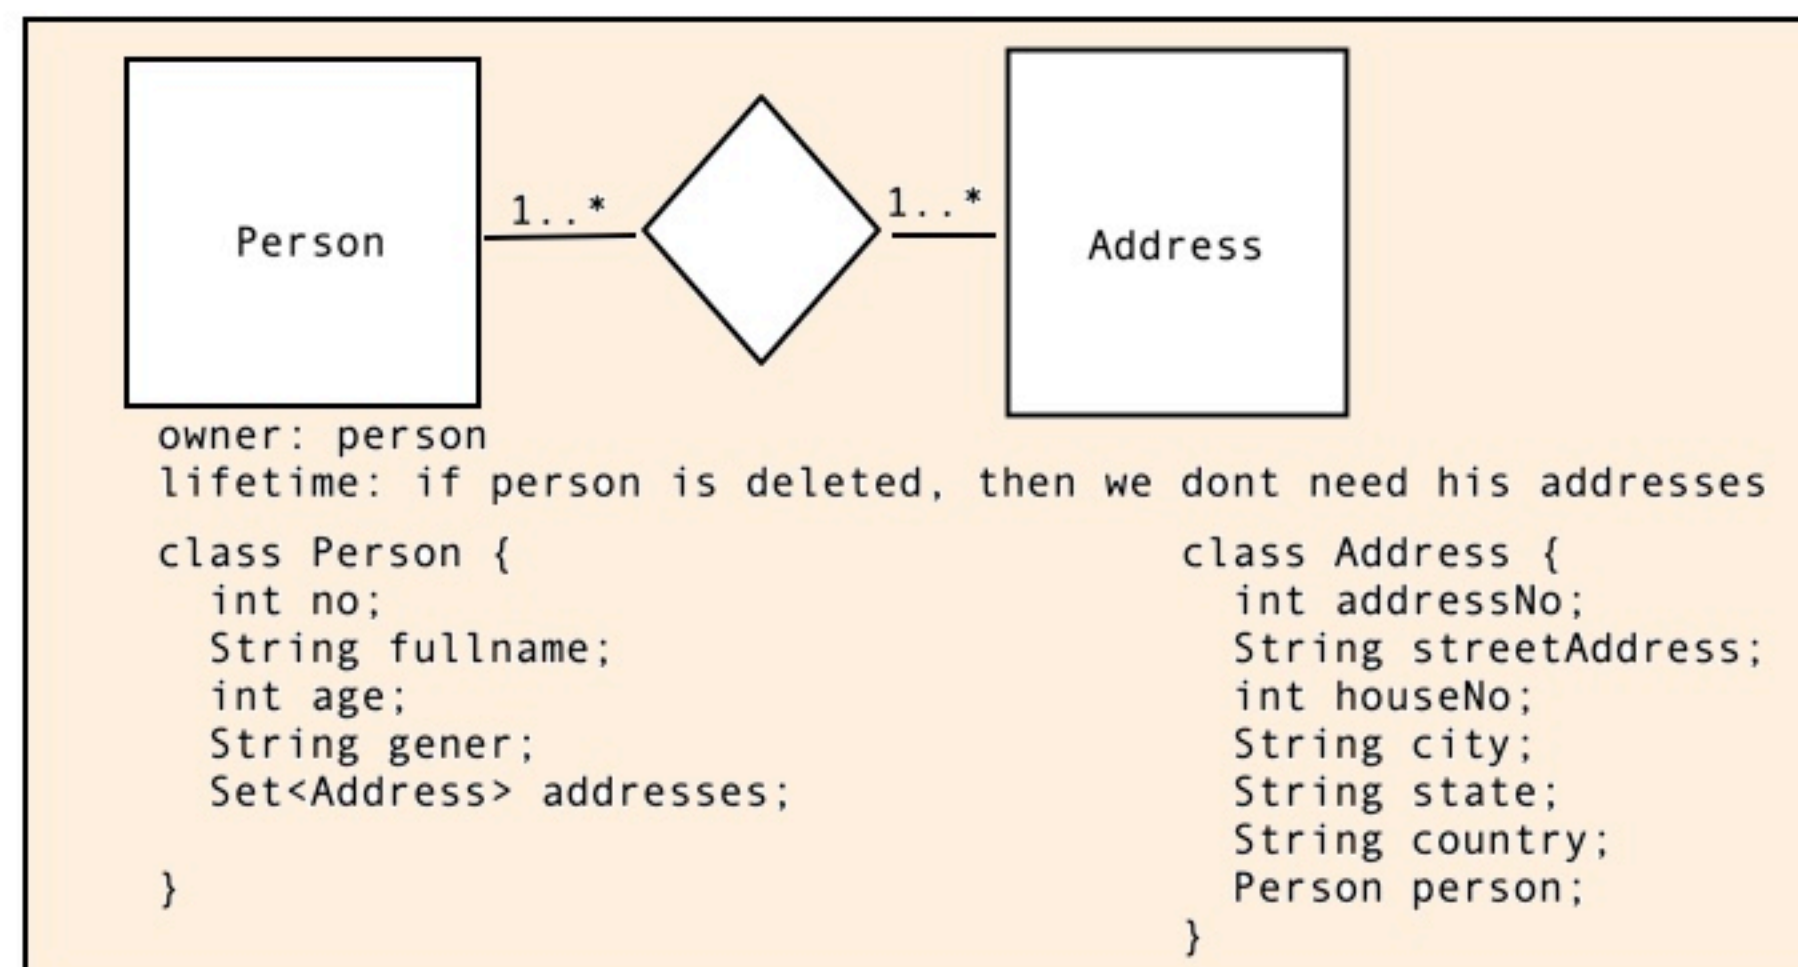 Person
1..*
1..*
Address
owner: person
lifetime: if person is deleted, then we dont need his addresses
class Person {
int no;
String fullname;
int age;
String gener;
Set<Address> addresses;
}
class Address {
int addressNo;
String streetAddress;
int houseNo;
String city;
String state;
String country;
Person person;
}